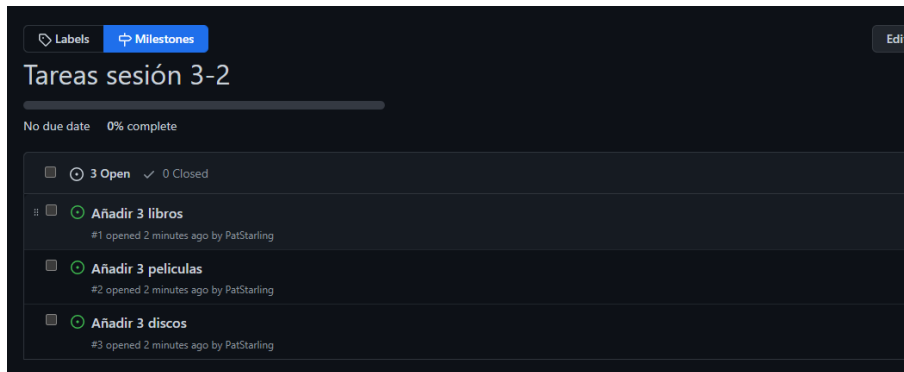 Labels Milestones
Edi
Tareas sesión 3-2
No due date 0% complete
3 Open 0 Closed
Añadir 3 libros
#1 opened 2 minutes ago by PatStarling
Añadir 3 peliculas
#2 opened 2 minutes ago by PatStarling
Añadir 3 discos
#3 opened 2 minutes ago by PatStarling